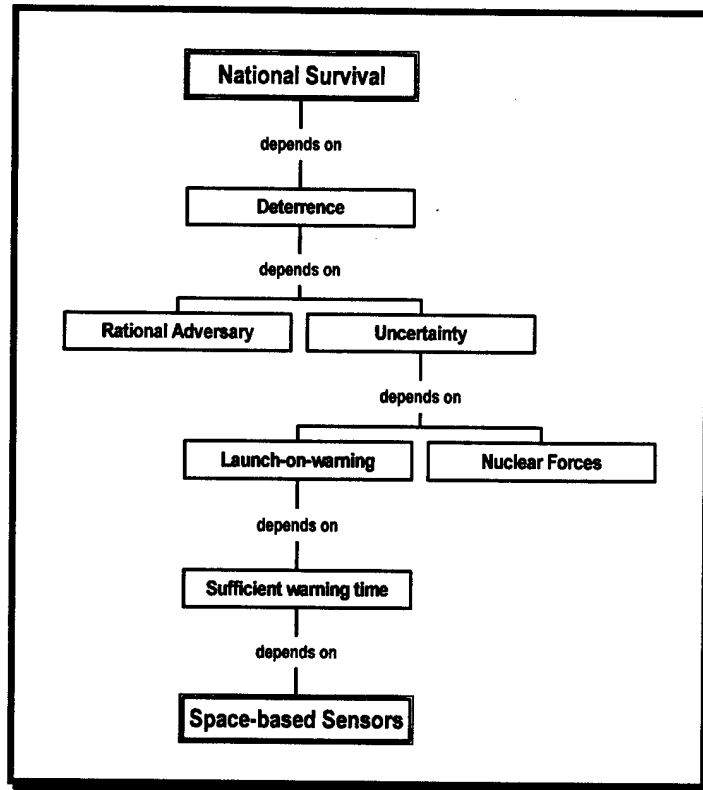 National Survival
depends on
Deterrence
depends on
Rational Adversary
Uncertainty
depends on
Launch-on-warning
Nuclear Forces
depends on
Sufficient warning time
depends on
Space-based Sensors